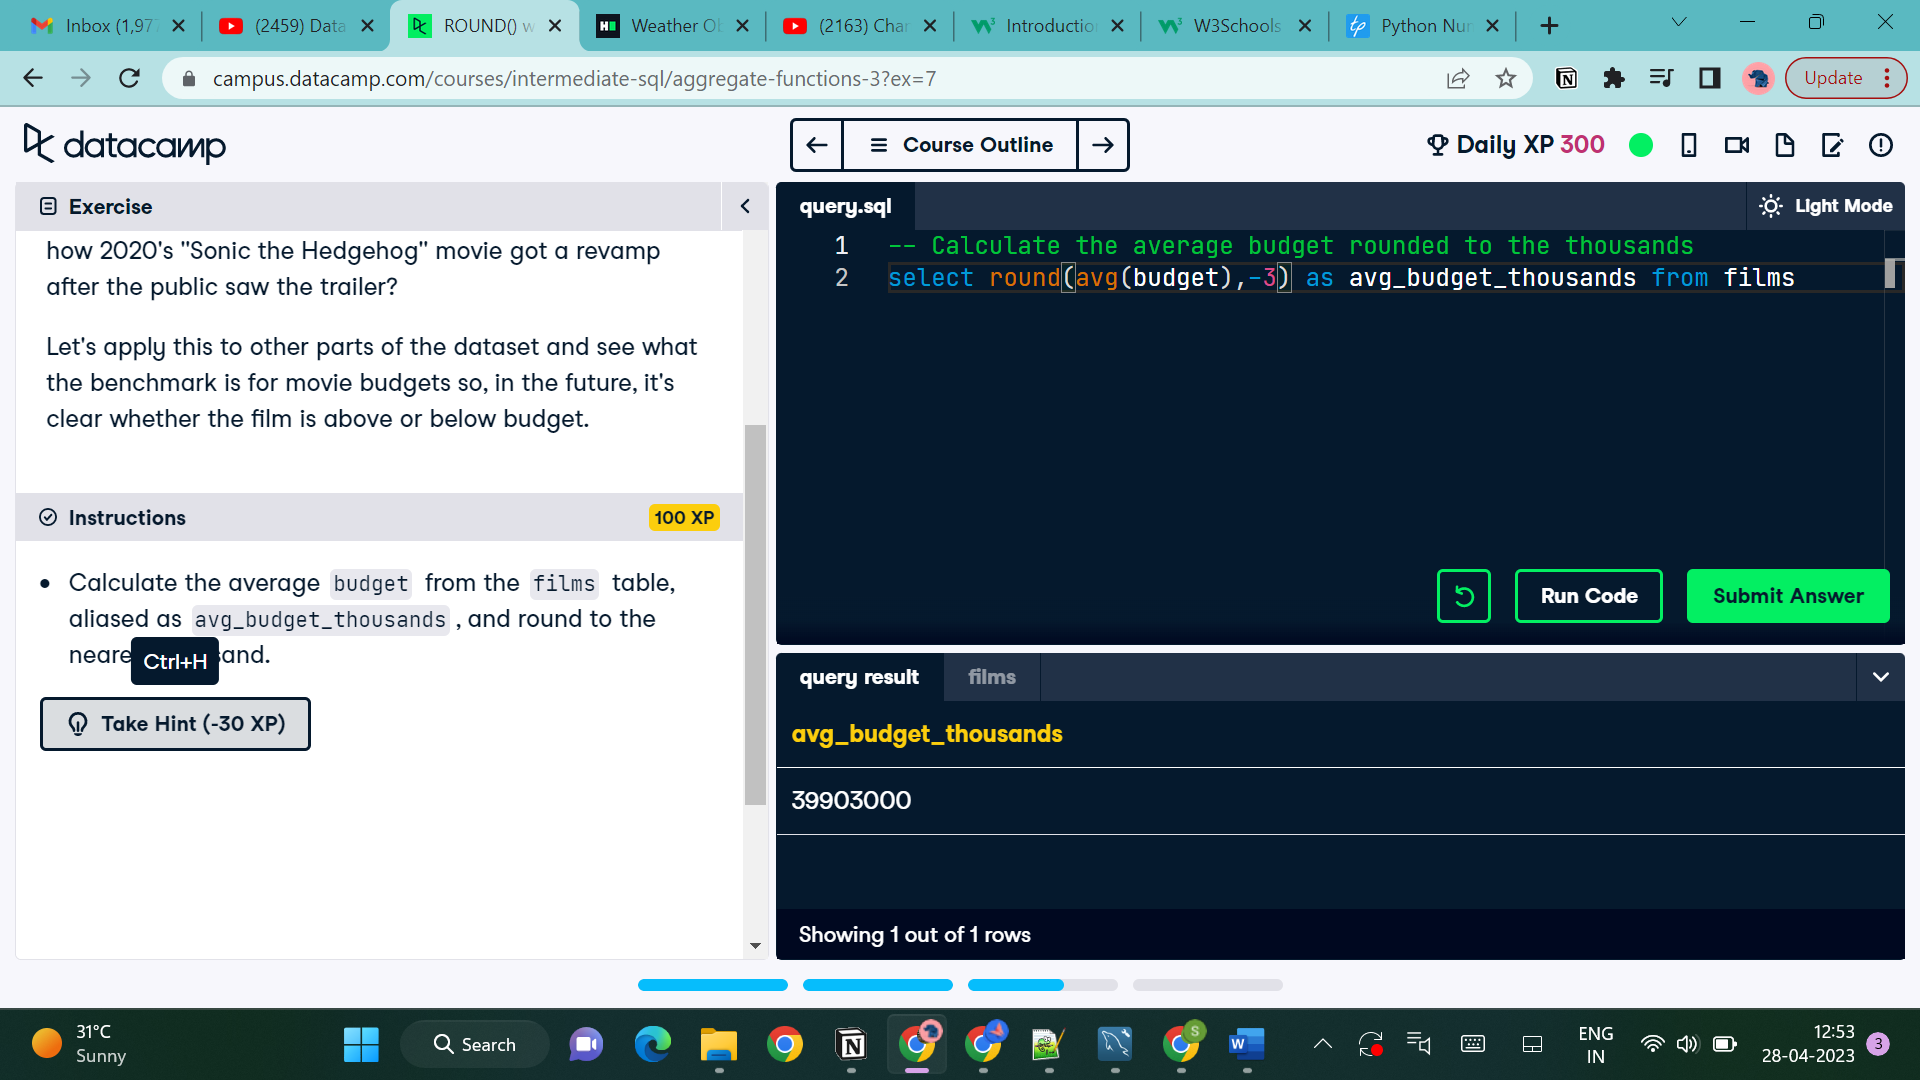 Inbox (1,977
(2459) Data
ROUND() w
Weather Ob
(2163) Char
Introduction
W3Schools
Python Num
campus.datacamp.com/courses/intermediate-sql/aggregate-functions-3?ex=7
Update
datacamp
Course Outline
Daily XP 300
Exercise
how 2020's "Sonic the Hedgehog" movie got a revamp
after the public saw the trailer?
Let's apply this to other parts of the dataset and see what
the benchmark is for movie budgets so, in the future, it's
clear whether the film is above or below budget.
Instructions
100 XP
Calculate the average budget from the films table,
aliased as avg_budget_thousands , and round to the
neare sand.
Ctrl+H
Take Hint (-30 XP)
query.sql
Light Mode
1 -- Calculate the average budget rounded to the thousands
2 select round(avg(budget),-3) as avg_budget_thousands from films
Run Code
Submit Answer
query result
films
avg_budget_thousands
39903000
Showing 1 out of 1 rows
31°C
Sunny
Search
S
W
ENG
IN
12:53
28-04-2023
3